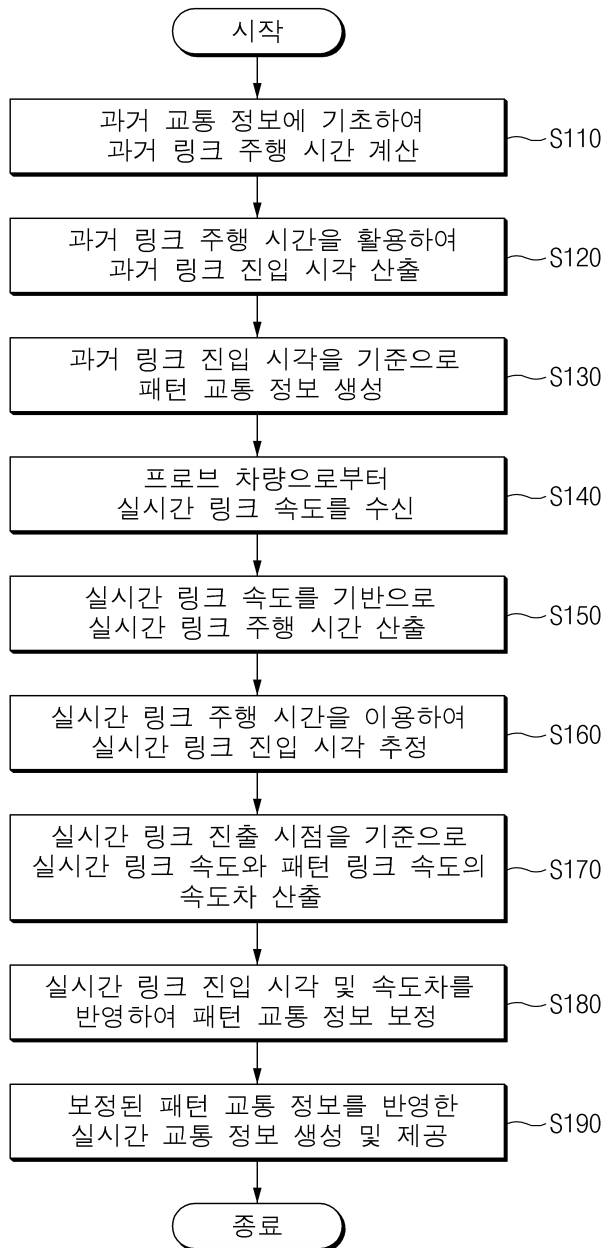 시작
과거 교통 정보에 기초하여
과거 링크 주행 시간 계산
S110
과거 링크 주행 시간을 활용하여
과거 링크 진입 시각 산출
S120
과거 링크 진입 시각을 기준으로
패턴 교통 정보 생성
S130
프로브 차량으로부터
실시간 링크 속도를 수신
S140
실시간 링크 속도를 기반으로
실시간 링크 주행 시간 산출
S150
실시간 링크 주행 시간을 이용하여
실시간 링크 진입 시각 추정
S160
실시간 링크 진출 시점을 기준으로
실시간 링크 속도와 패턴 링크 속도의
속도차 산출
S170
실시간 링크 진입 시각 및 속도차를
반영하여 패턴 교통 정보 보정
S180
보정된 패턴 교통 정보를 반영한
실시간 교통 정보 생성 및 제공
S190
종료